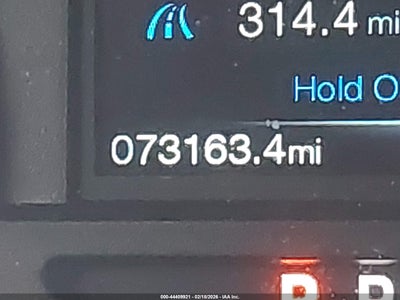 314.4 mi
Hold O
073163.4mi
P R
000-44409921 - 02/18/2026 - IAA Inc.